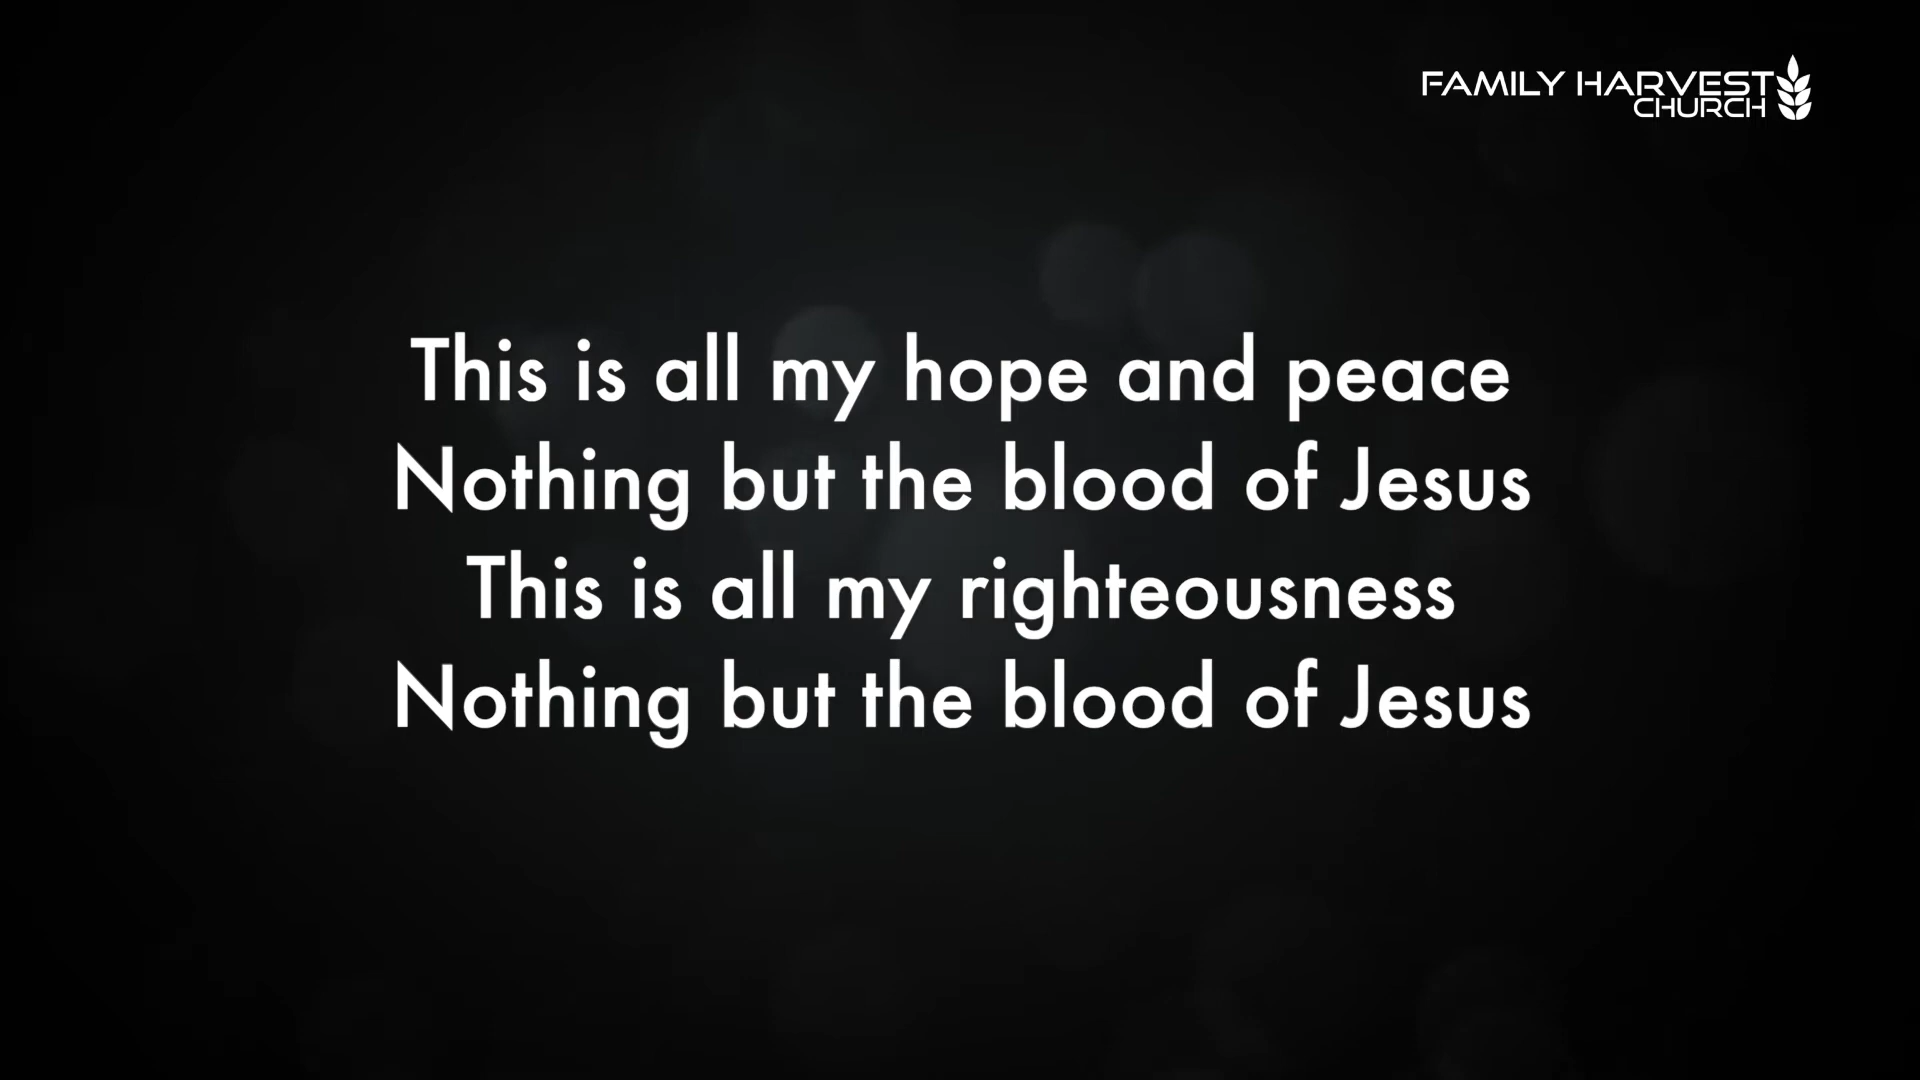 FAMILY HARVEST
CHURCH
This is all my hope and peace
Nothing but the blood of Jesus
This is all my righteousness
Nothing but the blood of Jesus